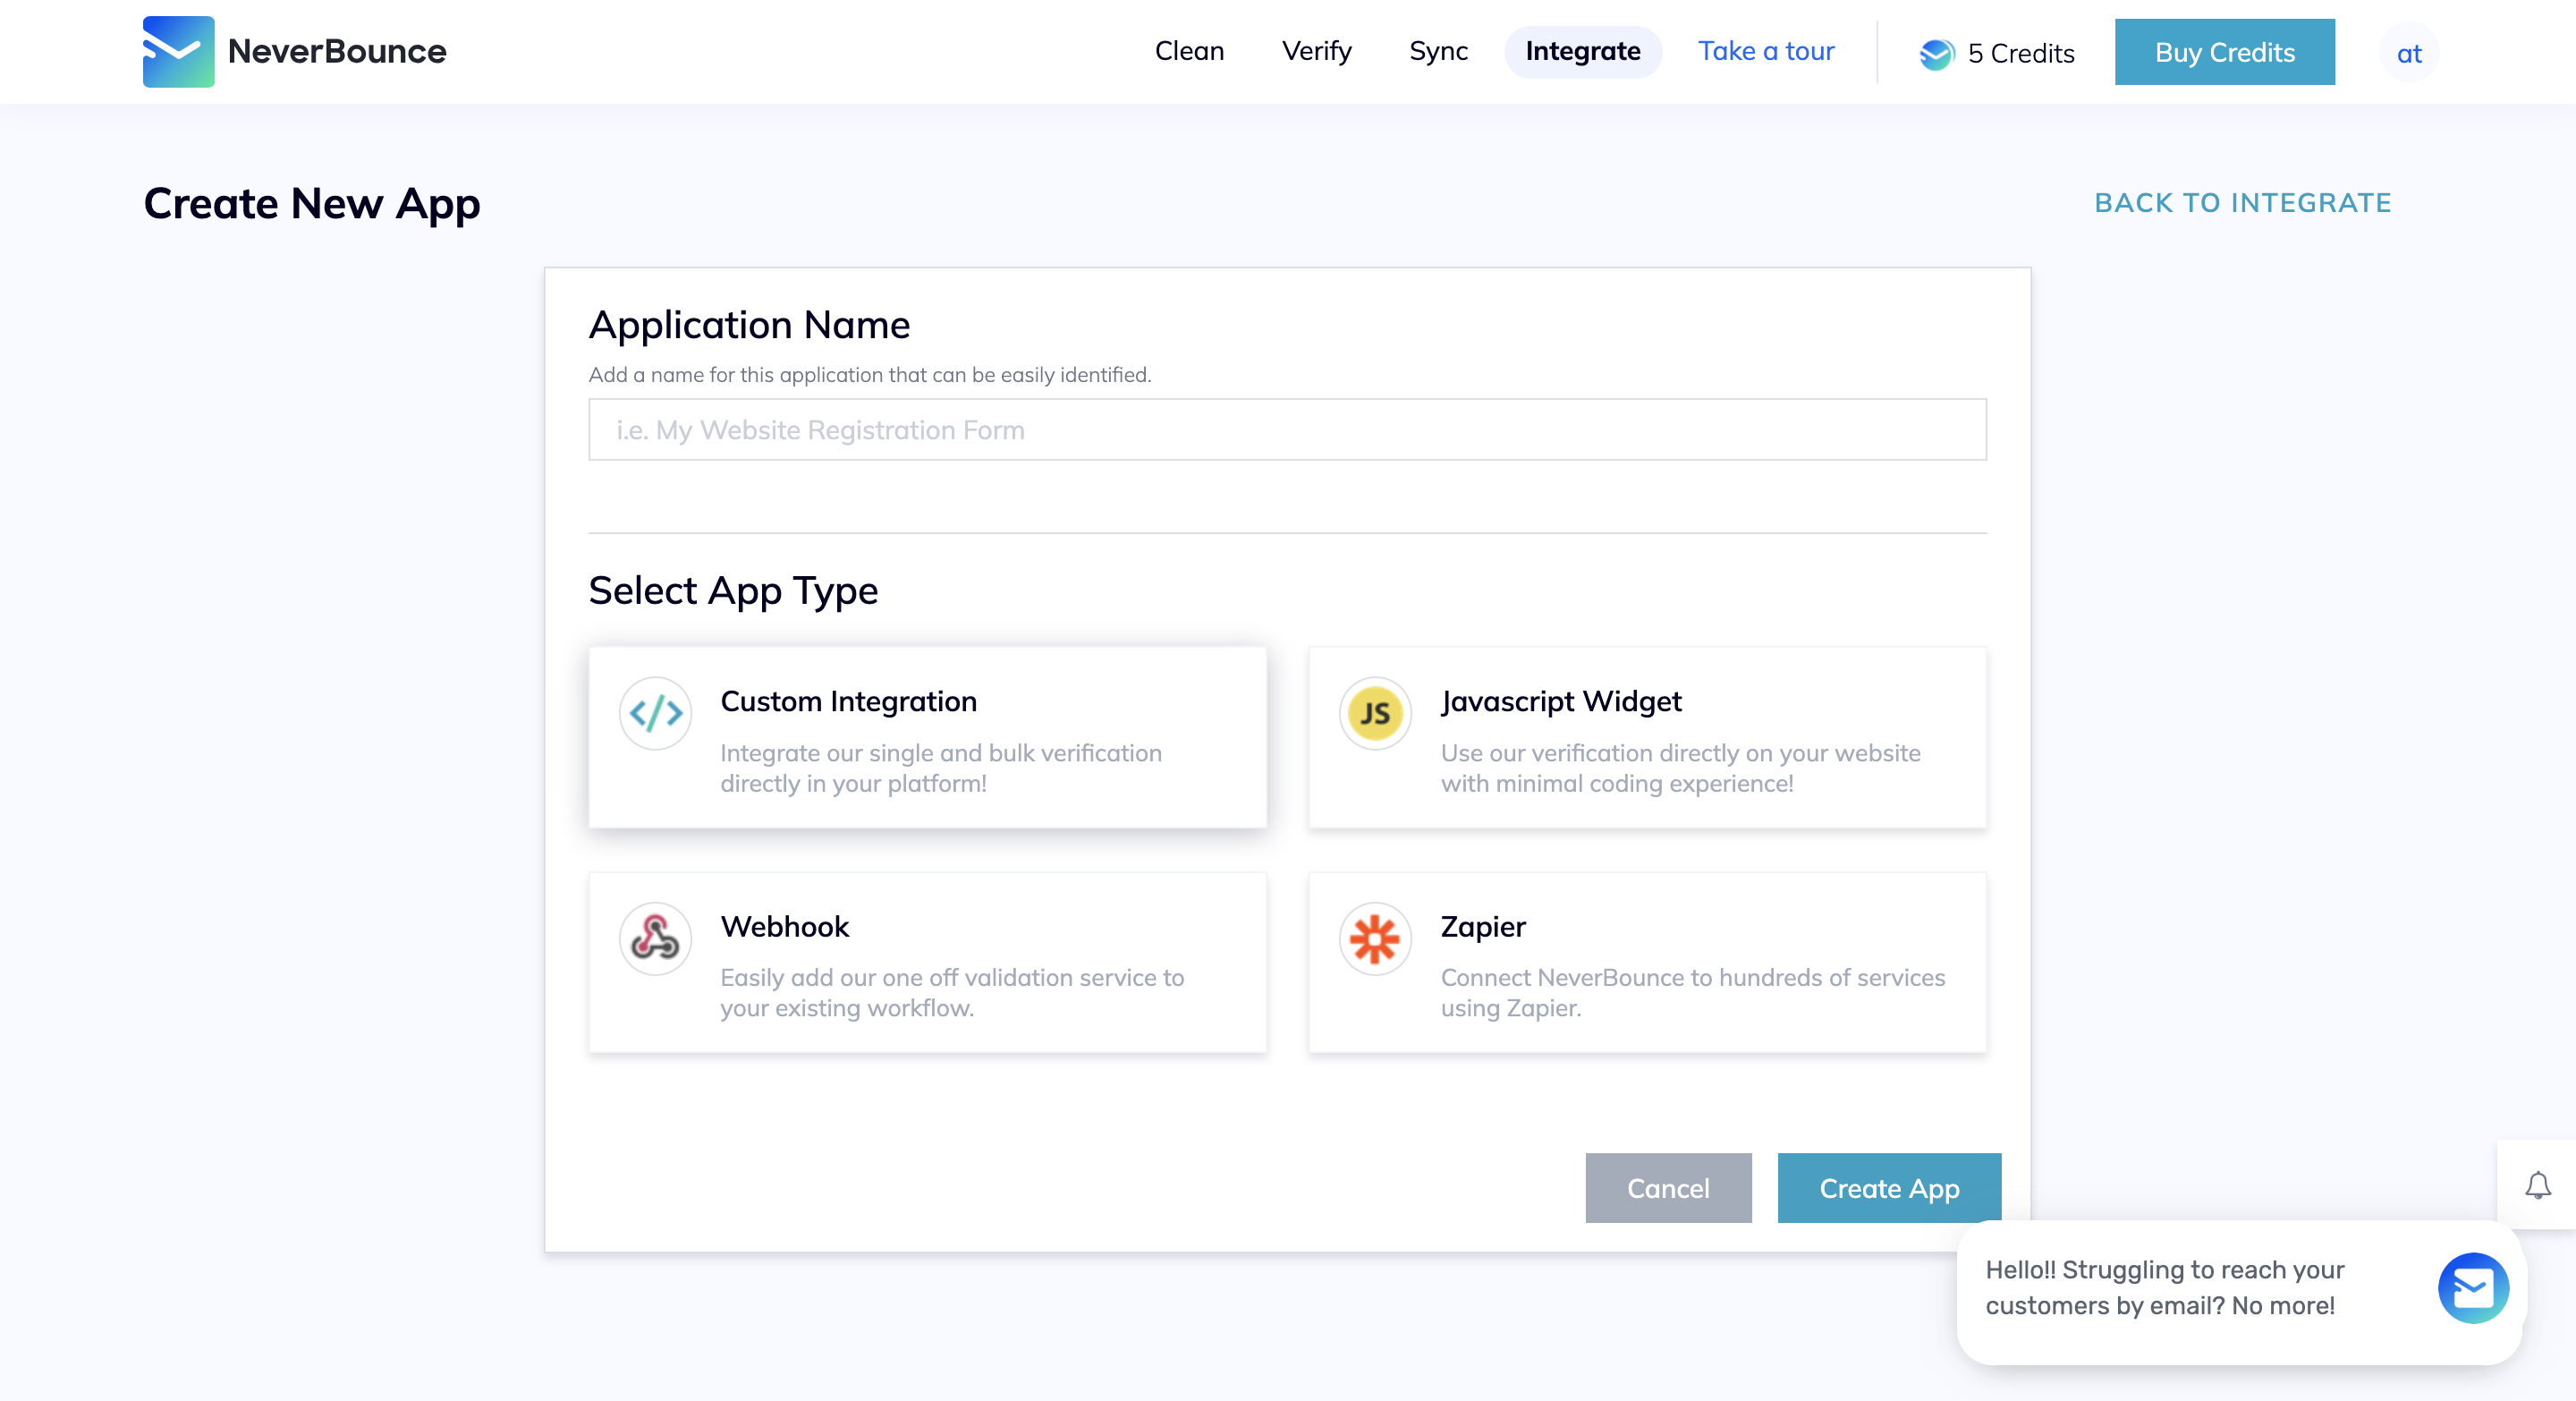 NeverBounce
Clean
Verify
Sync
Integrate
Take a tour
5 Credits
Buy Credits
at
Create New App
BACK TO INTEGRATE
Application Name
Add a name for this application that can be easily identified.
i.e. My Website Registration Form
Select App Type
Custom Integration
Integrate our single and bulk verification
directly in your platform!
JS
Javascript Widget
Use our verification directly on your website
with minimal coding experience!
Webhook
Easily add our one off validation service to
your existing workflow.
Zapier
Connect NeverBounce to hundreds of services
using Zapier.
Cancel
Create App
Hello!! Struggling to reach your
customers by email? No more!